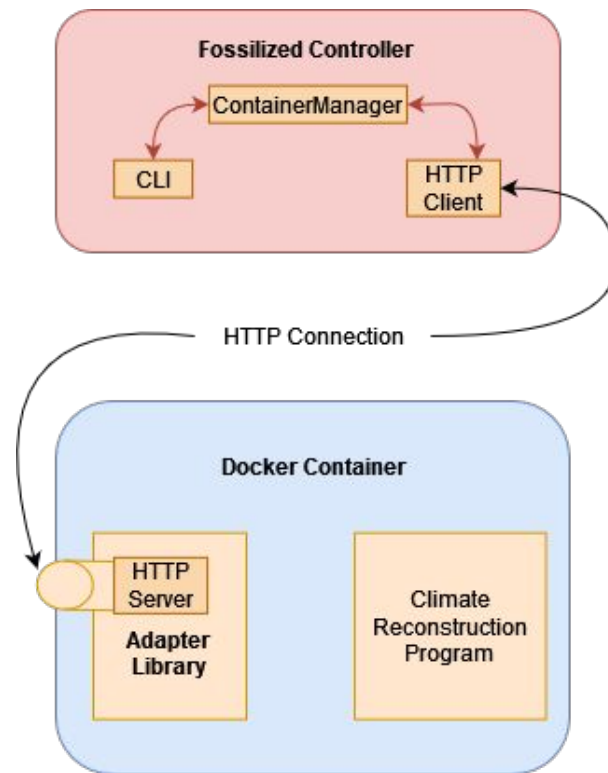 Fossilized Controller
ContainerManager
CLI
HTTP
Client
HTTP Connection
Docker Container
HTTP
Server
Adapter
Library
Climate
Reconstruction
Program